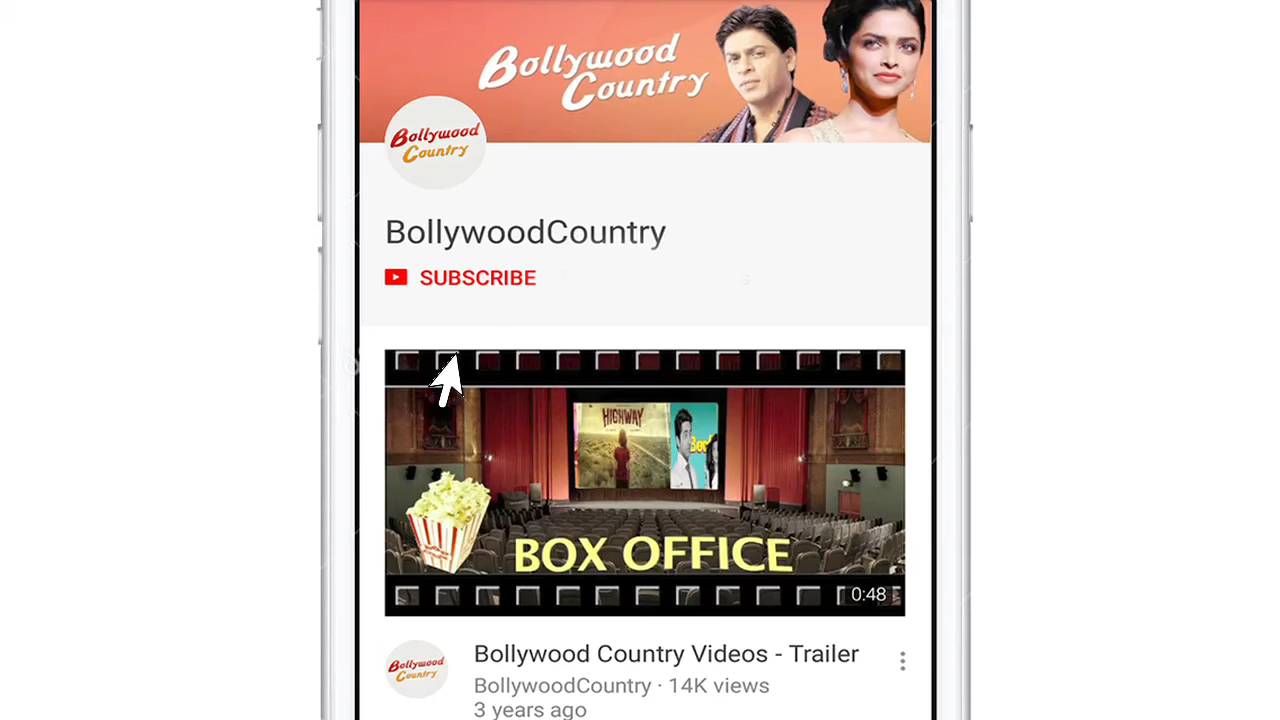 Bollywood
Country
Bollywood
Country
BollywoodCountry
SUBSCRIBE
HIGHWAY
BOX OFFICE
0:48
Bollywood
Country
Bollywood Country Videos - Trailer
BollywoodCountry · 14K views
3 years ago